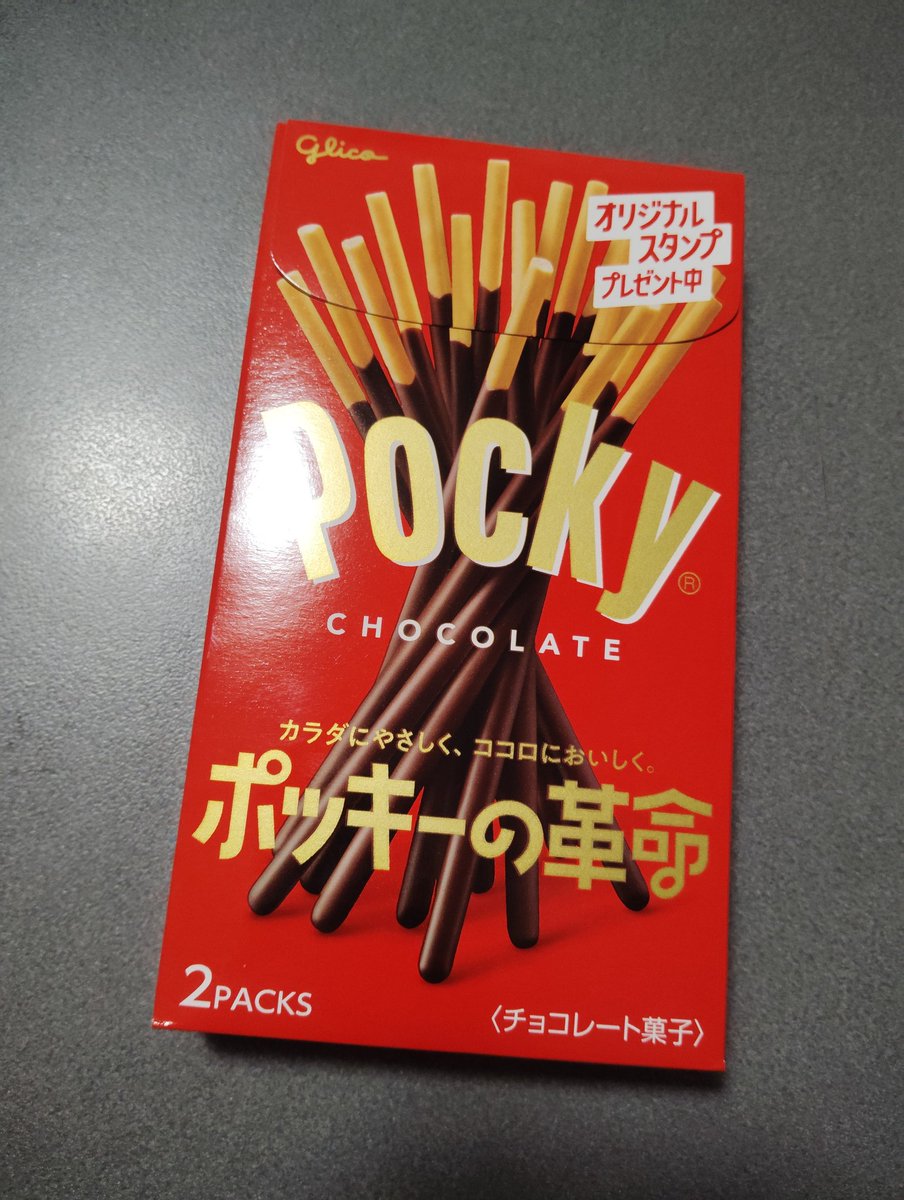 glico
オリジナル
スタンプ
プレゼント中
Pocky®
CHOCOLATE
カラダにやさしく、ココロにおいしく。
ポッキーの革命
2PACKS
〈チョコレート菓子〉